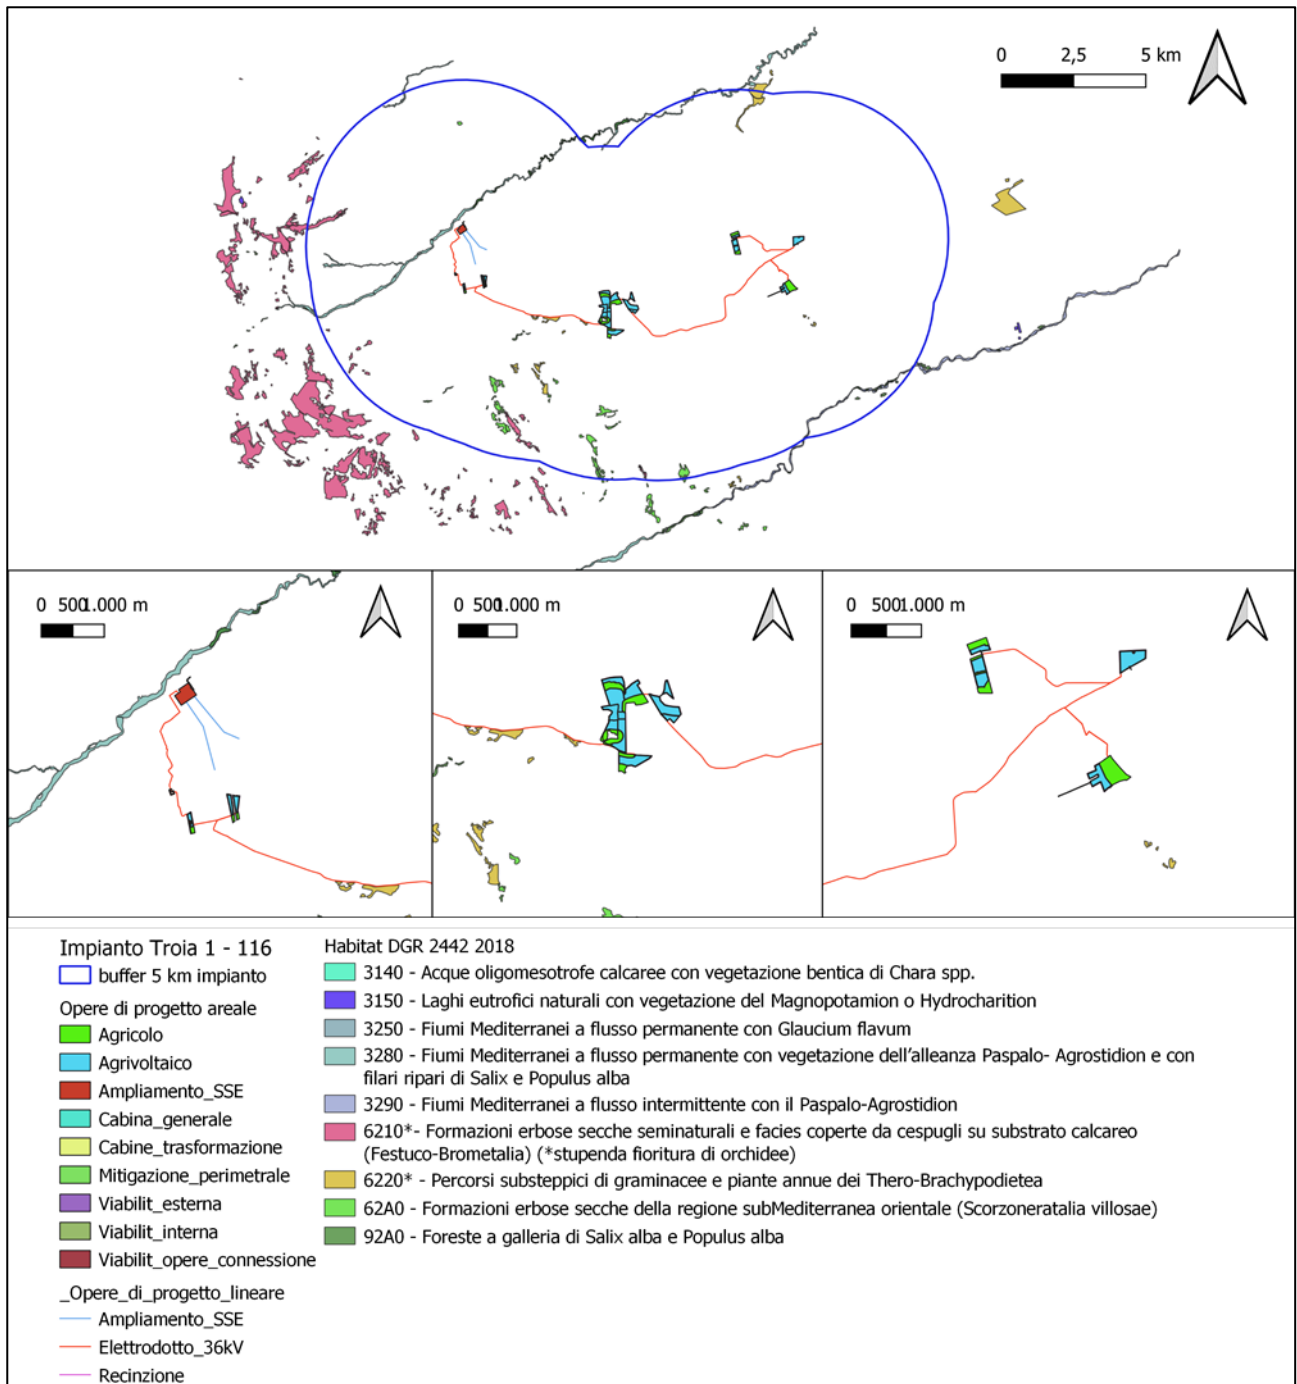 0 2,5 5 km
0 5001.000 m
0 5001.000 m
0 5001.000 m
Impianto Troia 1 - 116
buffer 5 km impianto
Opere di progetto areale
Agricolo
Agrivoltaico
Ampliamento_SSE
Cabina_generale
Cabine_trasformazione
Mitigazione_perimetrale
Viabilit_esterna
Viabilit_interna
Viabilit_opere_connessione
_Opere_di_progetto_lineare
Ampliamento_SSE
Elettrodotto_36kV
Recinzione
Habitat DGR 2442 2018
3140 - Acque oligomesotrofe calcaree con vegetazione bentica di Chara spp.
3150 - Laghi eutrofici naturali con vegetazione del Magnopotamion o Hydrocharition
3250 - Fiumi Mediterranei a flusso permanente con Glaucium flavum
3280 - Fiumi Mediterranei a flusso permanente con vegetazione dell'alleanza Paspalo- Agrostidion e con
filari ripari di Salix e Populus alba
3290 - Fiumi Mediterranei a flusso intermittente con il Paspalo-Agrostidion
6210*- Formazioni erbose secche seminaturali e facies coperte da cespugli su substrato calcareo
(Festuco-Brometalia) (*stupenda fioritura di orchidee)
6220* - Percorsi substeppici di graminacee e piante annue dei Thero-Brachypodietea
62A0 - Formazioni erbose secche della regione subMediterranea orientale (Scorzoneratalia villosae)
92A0 - Foreste a galleria di Salix alba e Populus alba